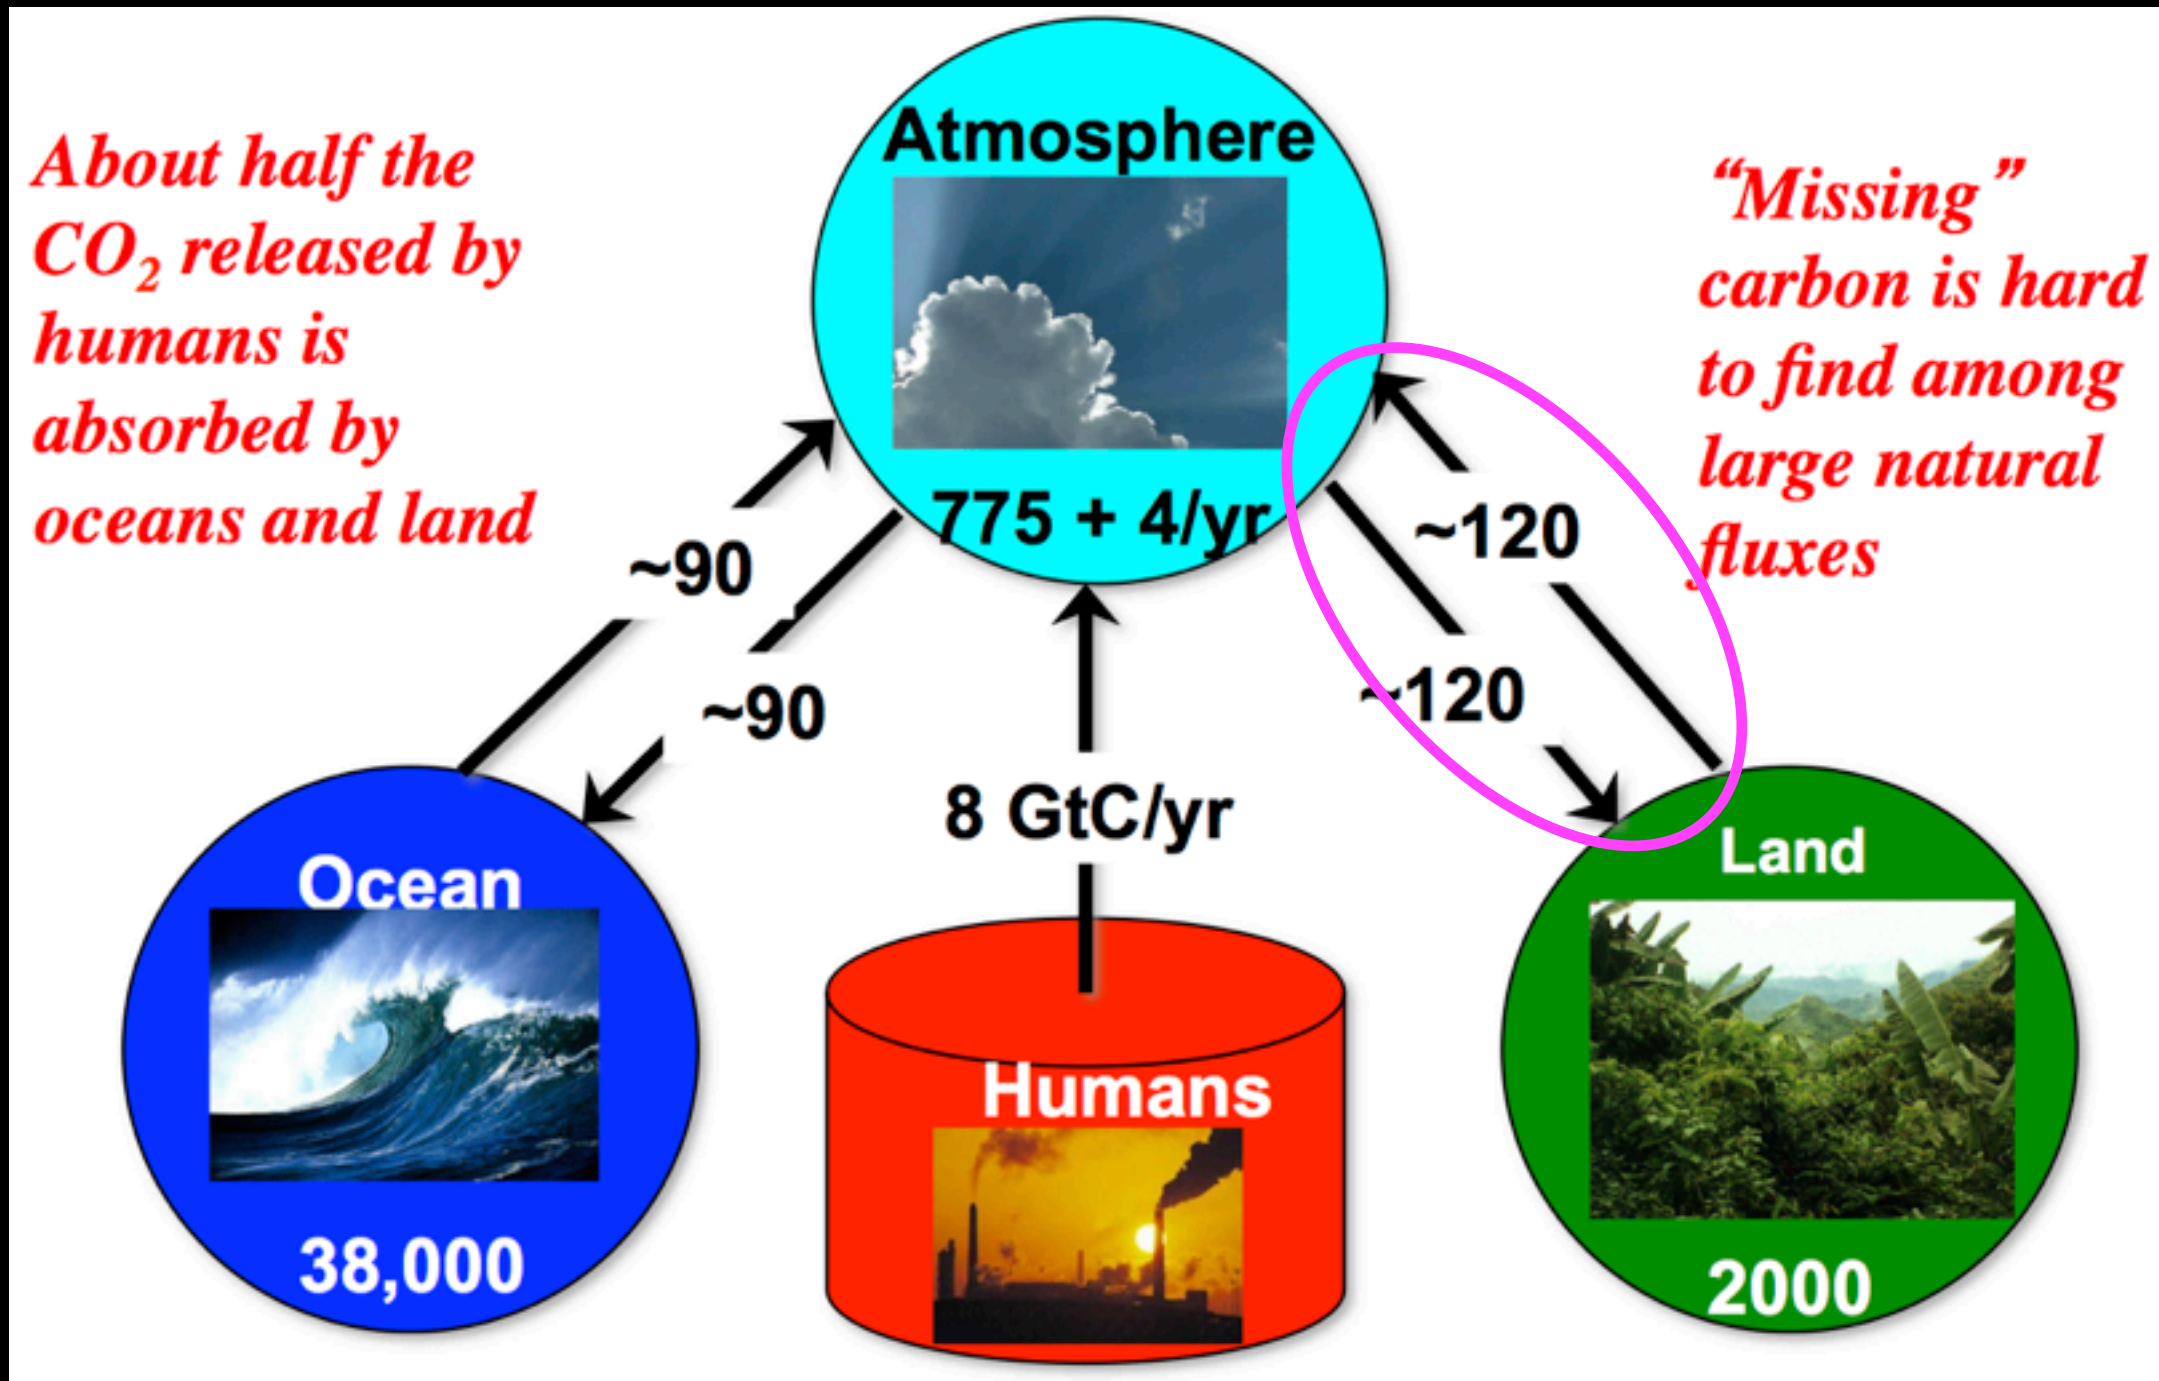 About half the
CO₂ released by
humans is
absorbed by
oceans and land
Atmosphere
775 + 4/yr
“Missing”
carbon is hard
to find among
large natural
fluxes
~90
~90
8 GtC/yr
~120
~120
Ocean
38,000
Humans
Land
2000